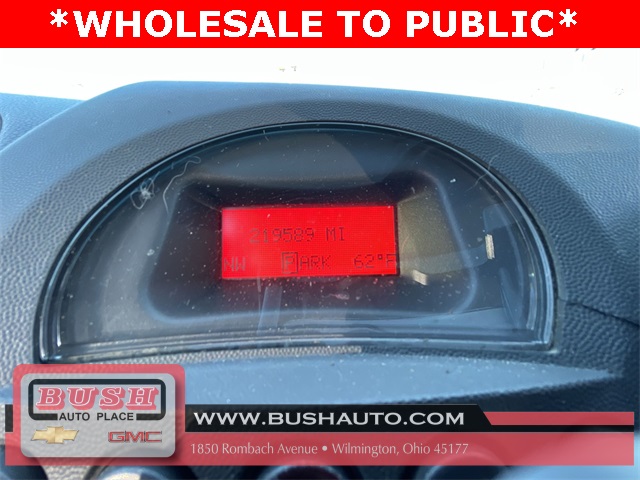 *WHOLESALE TO PUBLIC*
219589 MI
NW PARK 62°F
BUSH
AUTO PLACE
GMC
WWW.BUSHAUTO.COM
1850 Rombach Avenue • Wilmington, Ohio 45177